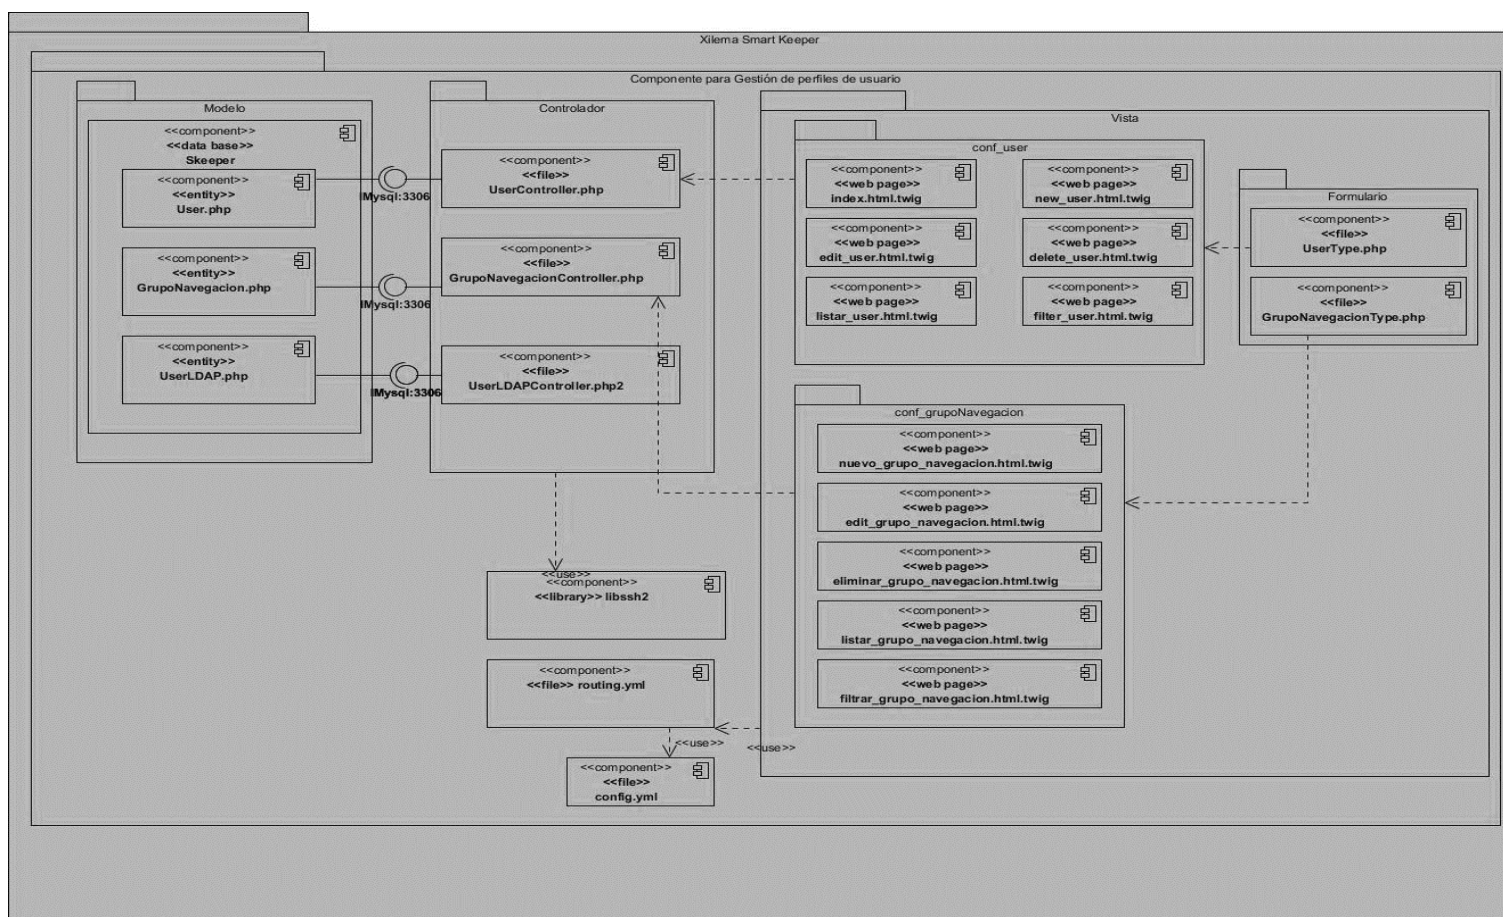 Xilema Smart Keeper
Componente para Gestión de perfiles de usuario
Modelo
<<component>>
<<data base>>
Skeeper
<<component>>
<<entity>>
User.php
<<component>>
<<entity>>
GrupoNavegacion.php
<<component>>
<<entity>>
UserLDAP.php
IMysql:3306
IMysql:3306
IMysql:3306
Controlador
<<component>>
<<file>>
UserController.php
<<component>>
<<file>>
GrupoNavegacionController.php
<<component>>
<<file>>
UserLDAPController.php2
<<use>>
<<component>>
<<library>> libssh2
<<component>>
<<file>> routing.yml
<<use>>
<<use>>
<<component>>
<<file>>
config.yml
Vista
conf_user
<<component>>
<<web page>>
index.html.twig
<<component>>
<<web page>>
new_user.html.twig
<<component>>
<<web page>>
edit_user.html.twig
<<component>>
<<web page>>
delete_user.html.twig
<<component>>
<<web page>>
listar_user.html.twig
<<component>>
<<web page>>
filter_user.html.twig
Formulario
<<component>>
<<file>>
UserType.php
<<component>>
<<file>>
GrupoNavegacionType.php
conf_grupoNavegacion
<<component>>
<<web page>>
nuevo_grupo_navegacion.html.twig
<<component>>
<<web page>>
edit_grupo_navegacion.html.twig
<<component>>
<<web page>>
eliminar_grupo_navegacion.html.twig
<<component>>
<<web page>>
listar_grupo_navegacion.html.twig
<<component>>
<<web page>>
filtrar_grupo_navegacion.html.twig